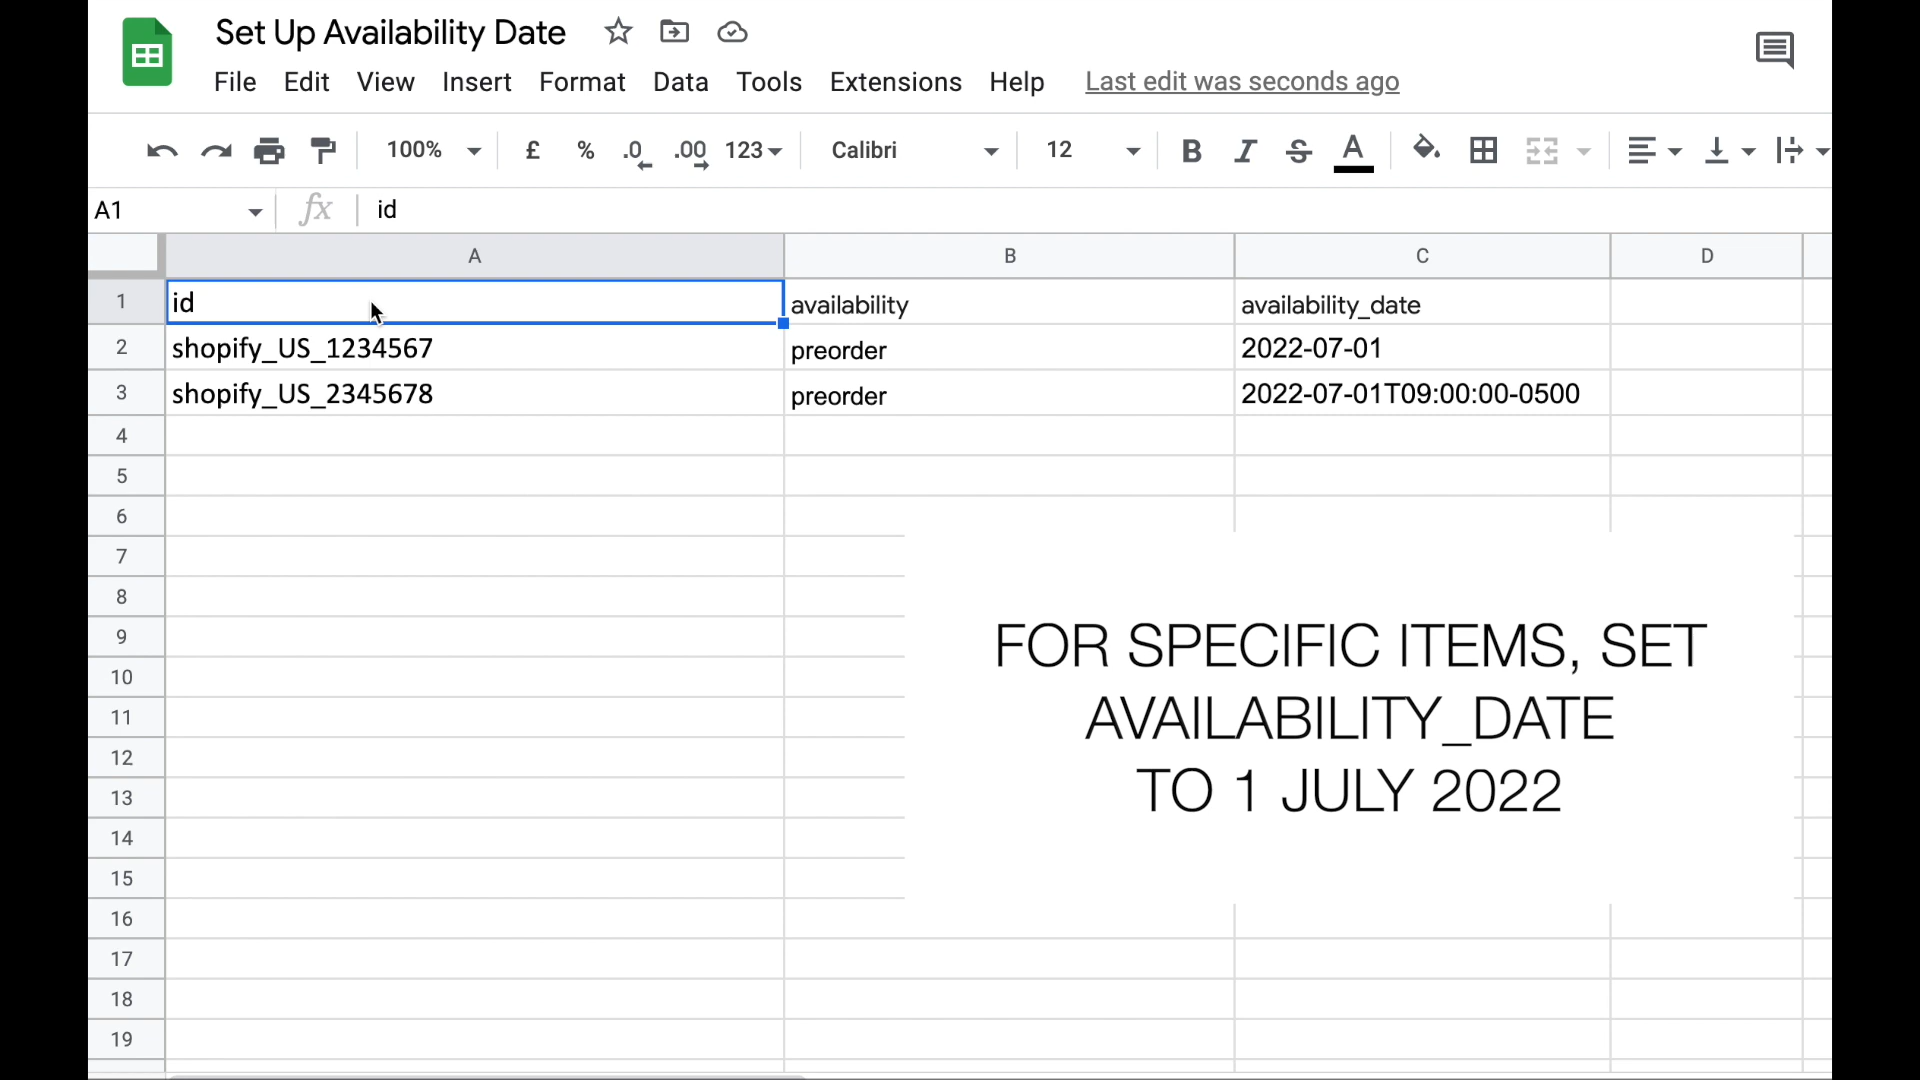 Set Up Availability Date
File Edit View Insert Format Data Tools Extensions Help Last edit was seconds ago
100% £ % .0 .00 123 Calibri 12 B I S A
A1 fx id
A B C D
1 id availability availability_date
2 shopify_US_1234567 preorder 2022-07-01
3 shopify_US_2345678 preorder 2022-07-01T09:00:00-0500
4
5
6
7
8
9
10
11
12
13
14
15
16
17
18
19
FOR SPECIFIC ITEMS, SET
AVAILABILITY_DATE
TO 1 JULY 2022